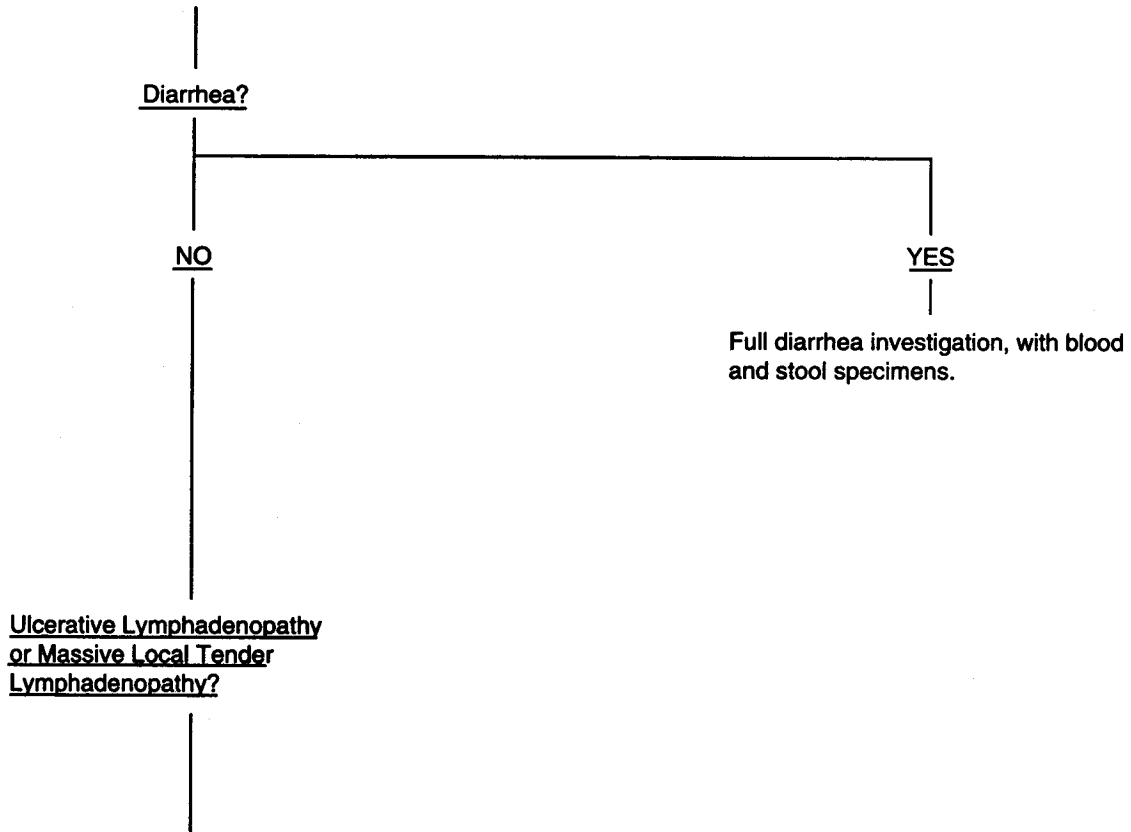 Diarrhea?
NO
YES
Full diarrhea investigation, with blood
and stool specimens.
Ulcerative Lymphadenopathy
or Massive Local Tender
Lymphadenopathy?